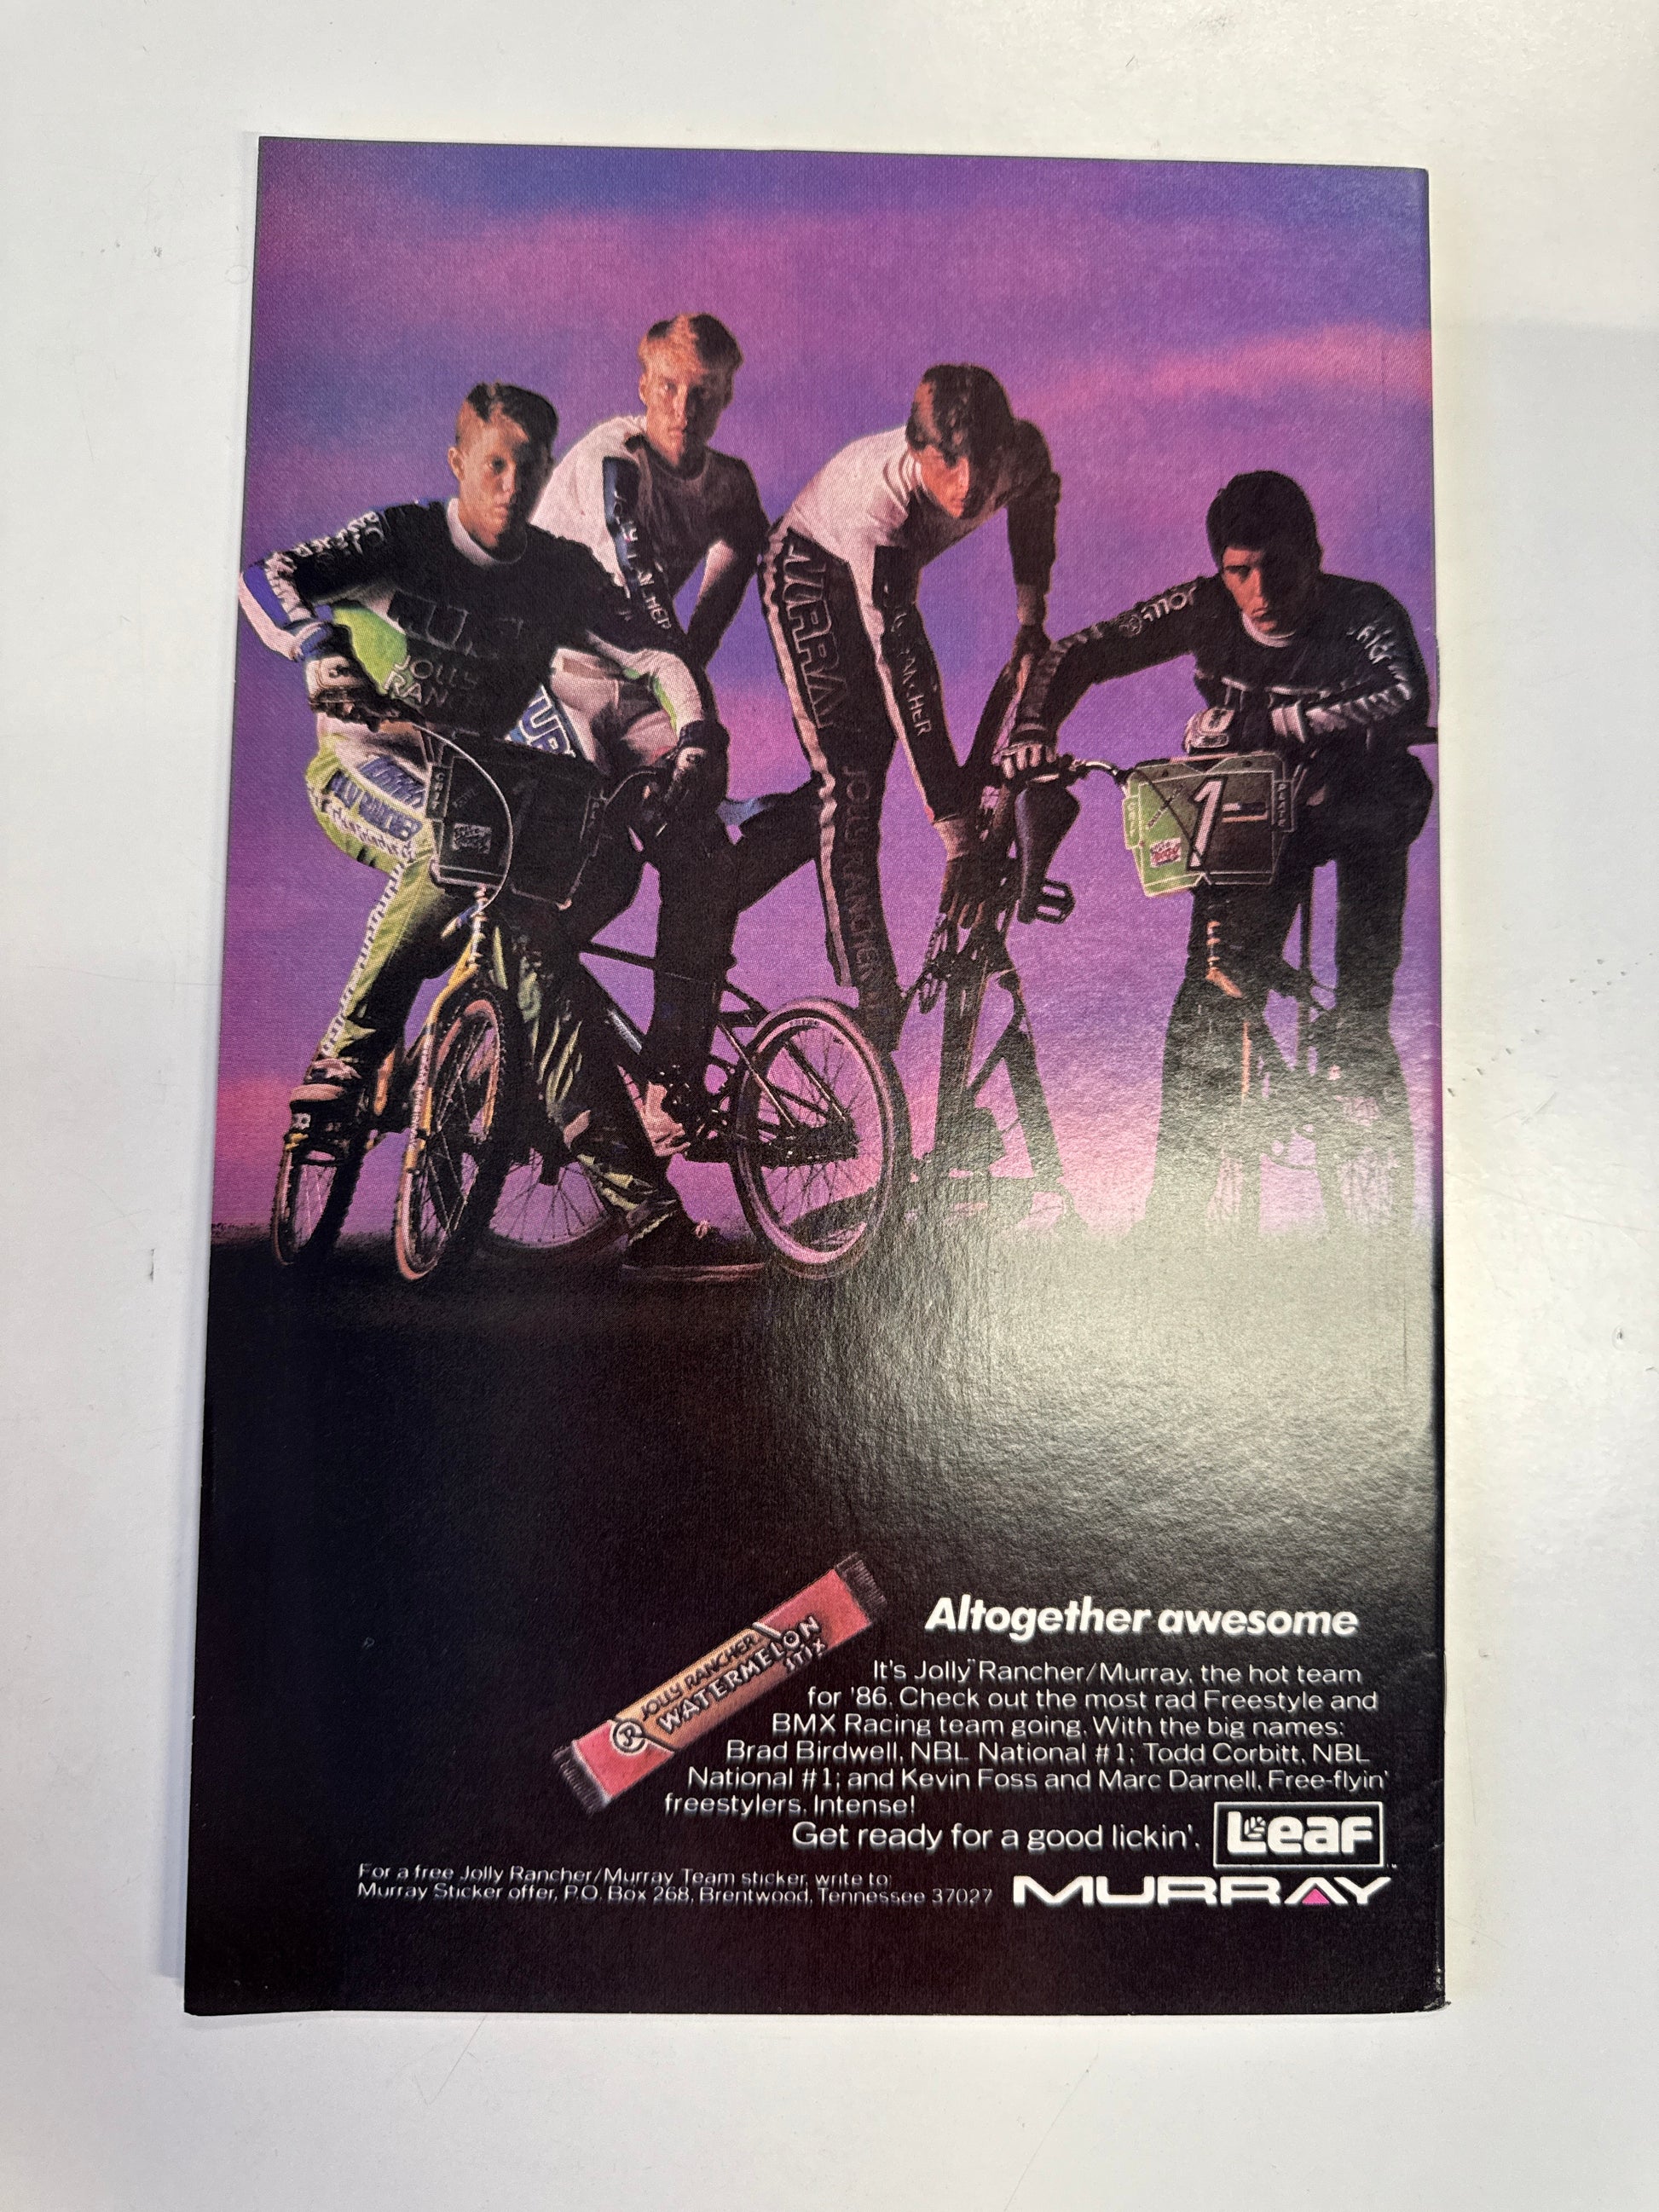 MURRAY
JOLLY
RANCHER
JOLLY RANCHER
1
1
JOLLY RANCHER
WATERMELON
STIX
Altogether awesome
It's Jolly Rancher/Murray, the hot team
for '86. Check out the most rad Freestyle and
BMX Racing team going. With the big names:
Brad Birdwell, NBL National #1; Todd Corbitt, NBL
National #1; and Kevin Foss and Marc Darnell, Free-flyin'
freestylers. Intense!
Get ready for a good lickin'.
Leaf
For a free Jolly Rancher/Murray Team sticker, write to:
Murray Sticker offer, P.O. Box 268, Brentwood, Tennessee 37027
MURRAY